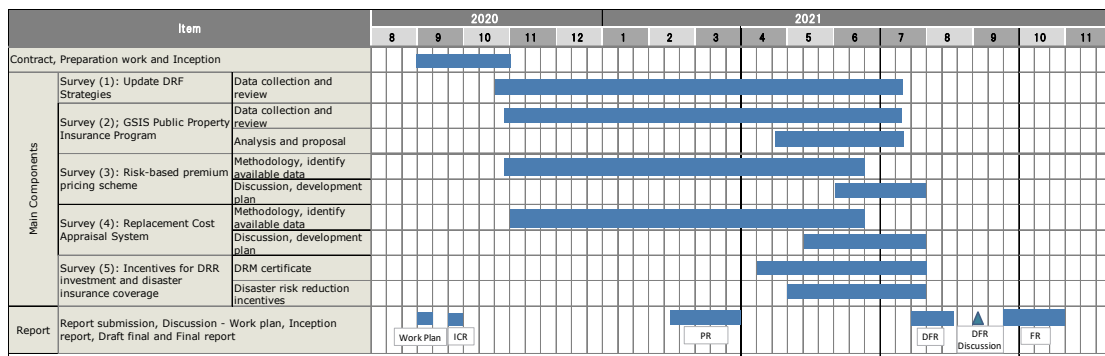 Item
2020
2021
8 9 10 11 12 1 2 3 4 5 6 7 8 9 10 11
Contract, Preparation work and Inception
Main Components
Survey (1): Update DRF
Strategies
Data collection and
review
Survey (2); GSIS Public Property
Insurance Program
Data collection and
review
Analysis and proposal
Survey (3): Risk-based premium
pricing scheme
Methodology, identify
available data
Discussion, development
plan
Survey (4): Replacement Cost
Appraisal System
Methodology, identify
available data
Discussion, development
plan
Survey (5): Incentives for DRR
investment and disaster
insurance coverage
DRM certificate
Disaster risk reduction
incentives
Report
Report submission, Discussion - Work plan, Inception
report, Draft final and Final report
Work Plan
ICR
PR
DFR
DFR
Discussion
FR